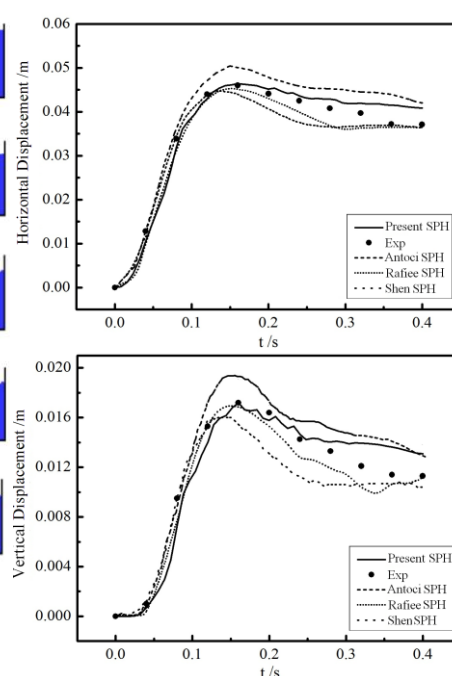 0.06
0.05
0.04
0.03
0.02
0.01
0.00
Horizontal Displacement /m
Present SPH
Exp
Antoci SPH
Rafiee SPH
Shen SPH
0.0 0.1 0.2 0.3 0.4
t /s
0.020
0.016
0.012
0.008
0.004
0.000
Vertical Displacement /m
Present SPH
Exp
Antoci SPH
Rafiee SPH
Shen SPH
0.0 0.1 0.2 0.3 0.4
t /s